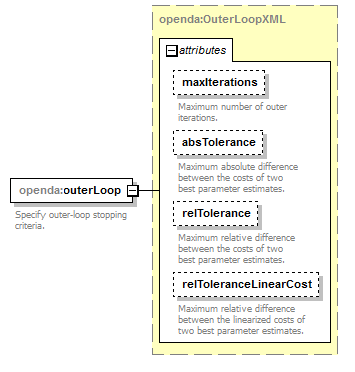 openda:OuterLoopXML
attributes
maxIterations
Maximum number of outer
iterations.
absTolerance
Maximum absolute difference
between the costs of two
best parameter estimates.
openda:outerLoop
Specify outer-loop stopping
criteria.
relTolerance
Maximum relative difference
between the costs of two
best parameter estimates.
relToleranceLinearCost
Maximum relative difference
between the linearized costs of
two best parameter estimates.